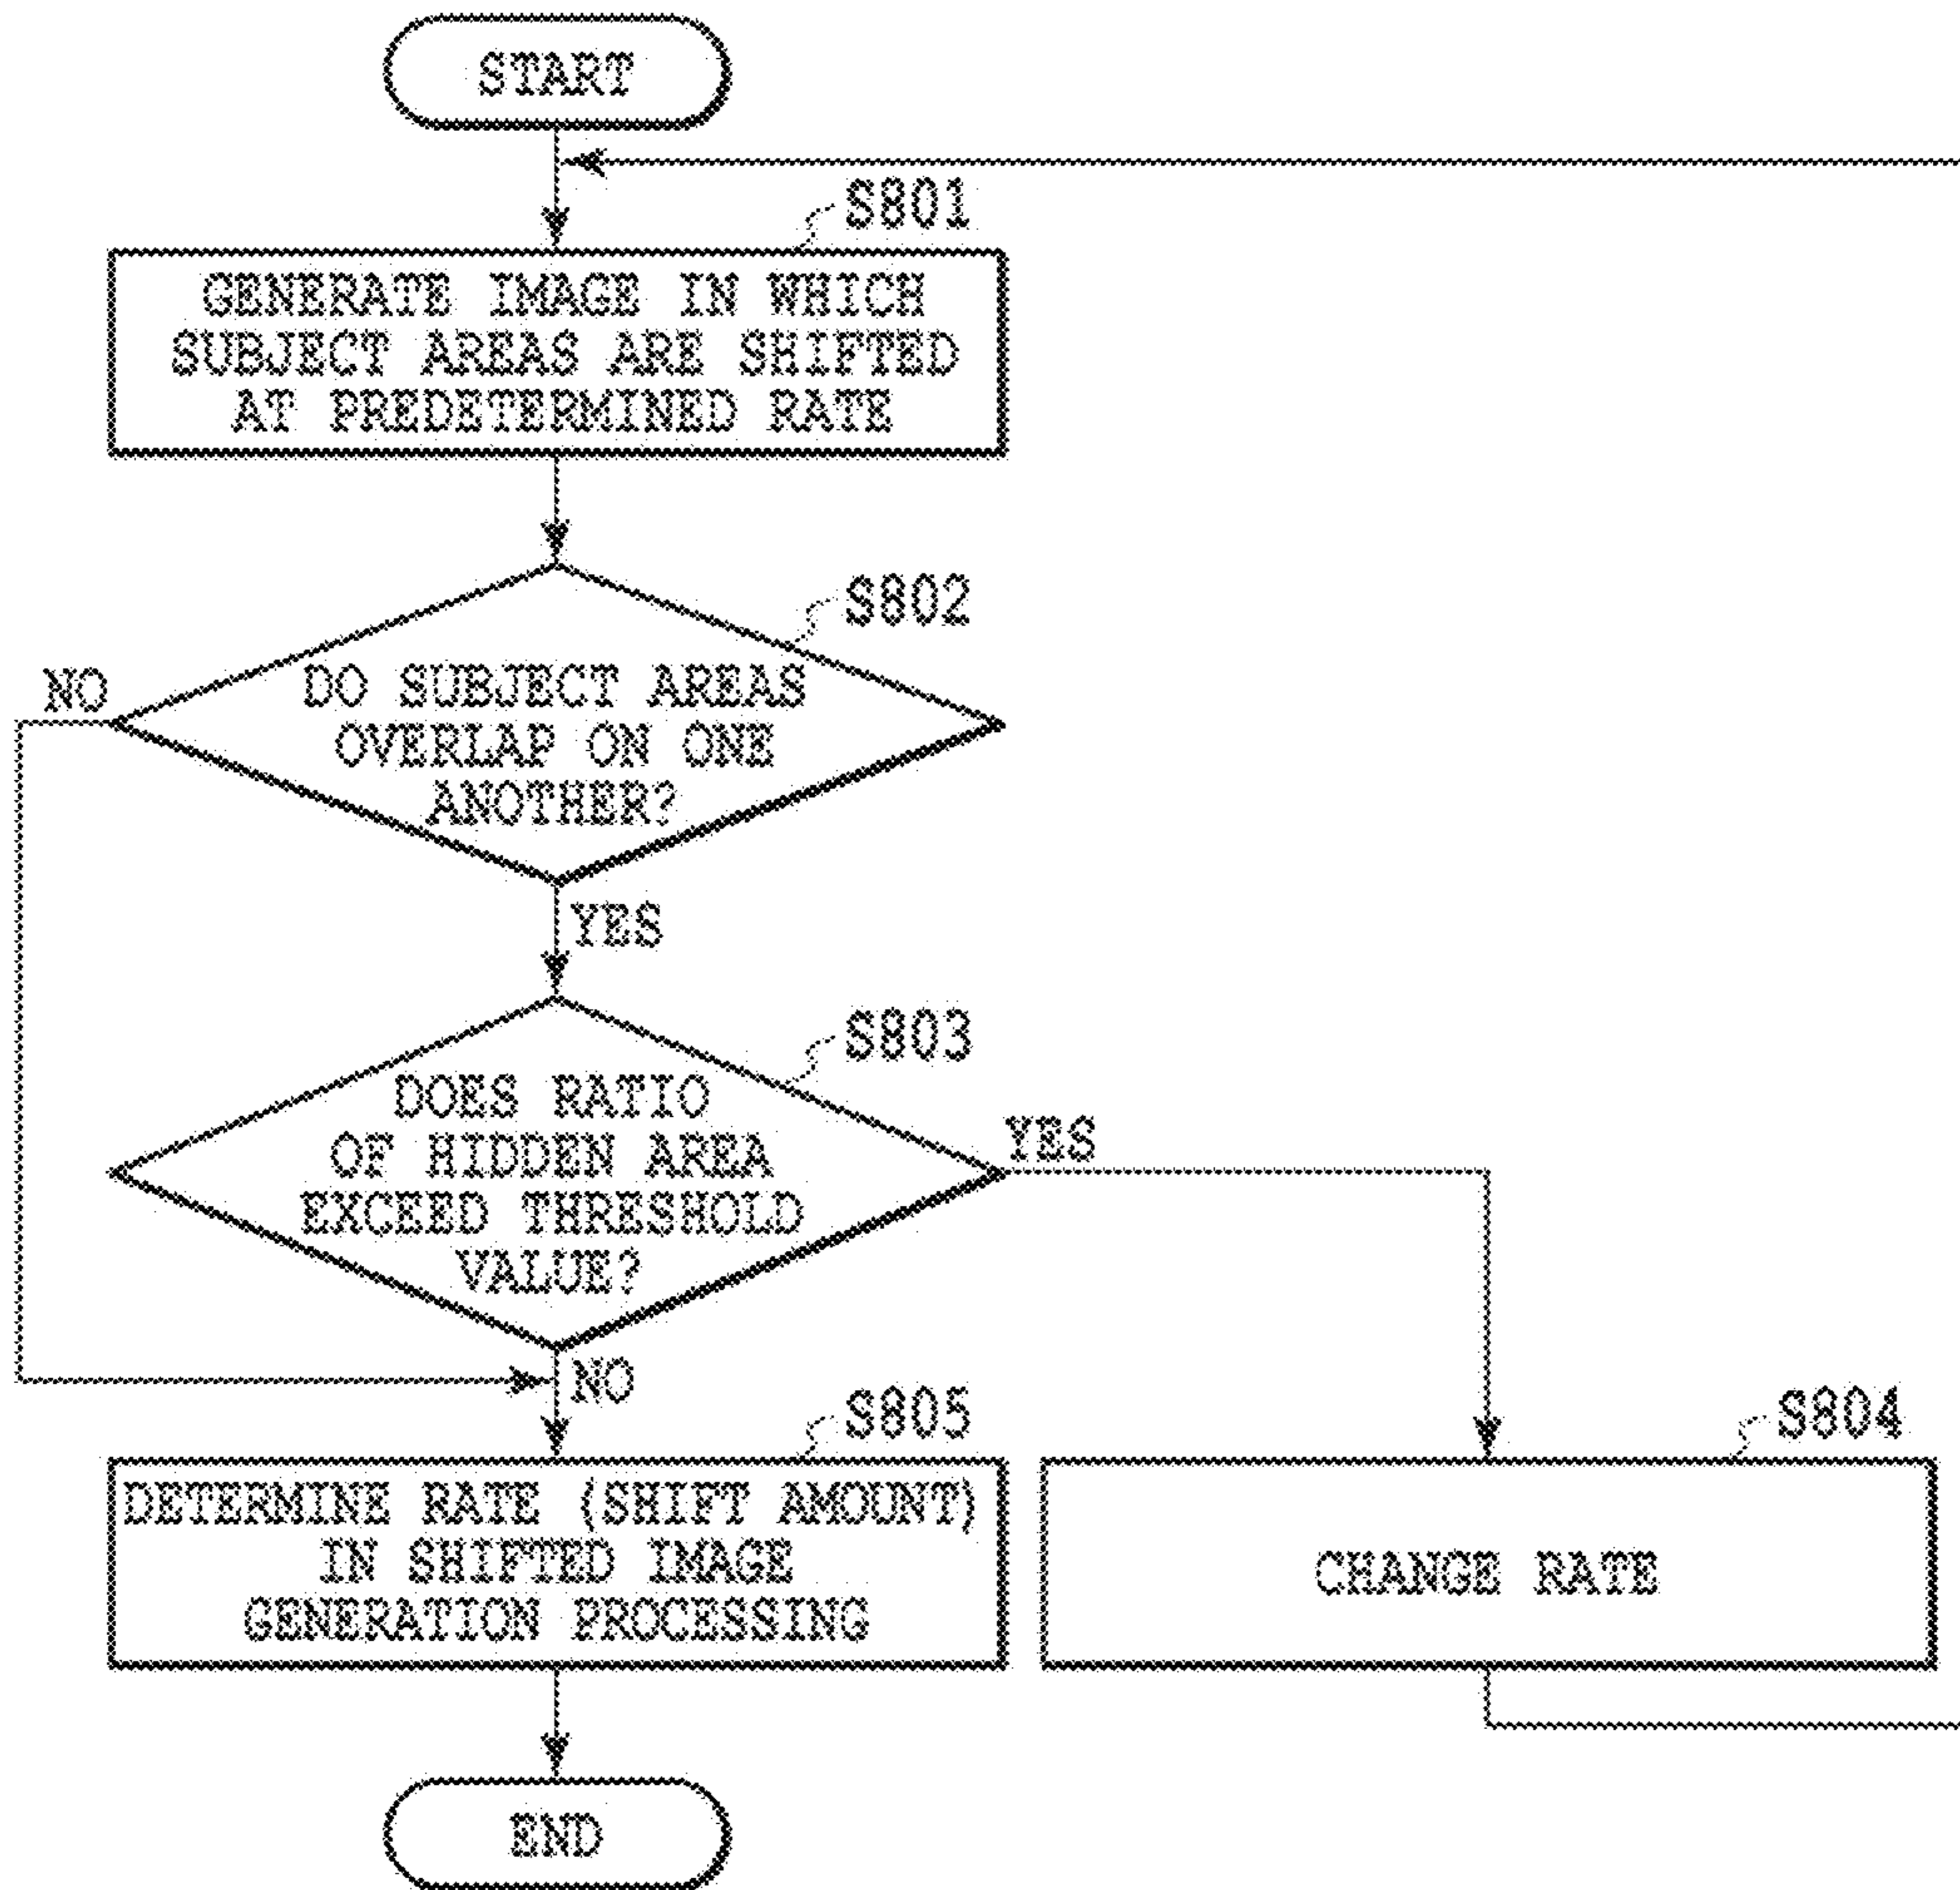 START
S801
GENERATE IMAGE IN WHICH
SUBJECT AREAS ARE SHIFTED
AT PREDETERMINED RATE
S802
NO
DO SUBJECT AREAS
OVERLAP ON ONE
ANOTHER?
YES
S803
DOES RATIO
OF HIDDEN AREA
EXCEED THRESHOLD
VALUE?
YES
NO
S805
DETERMINE RATE (SHIFT AMOUNT)
IN SHIFTED IMAGE
GENERATION PROCESSING
S804
CHANGE RATE
END